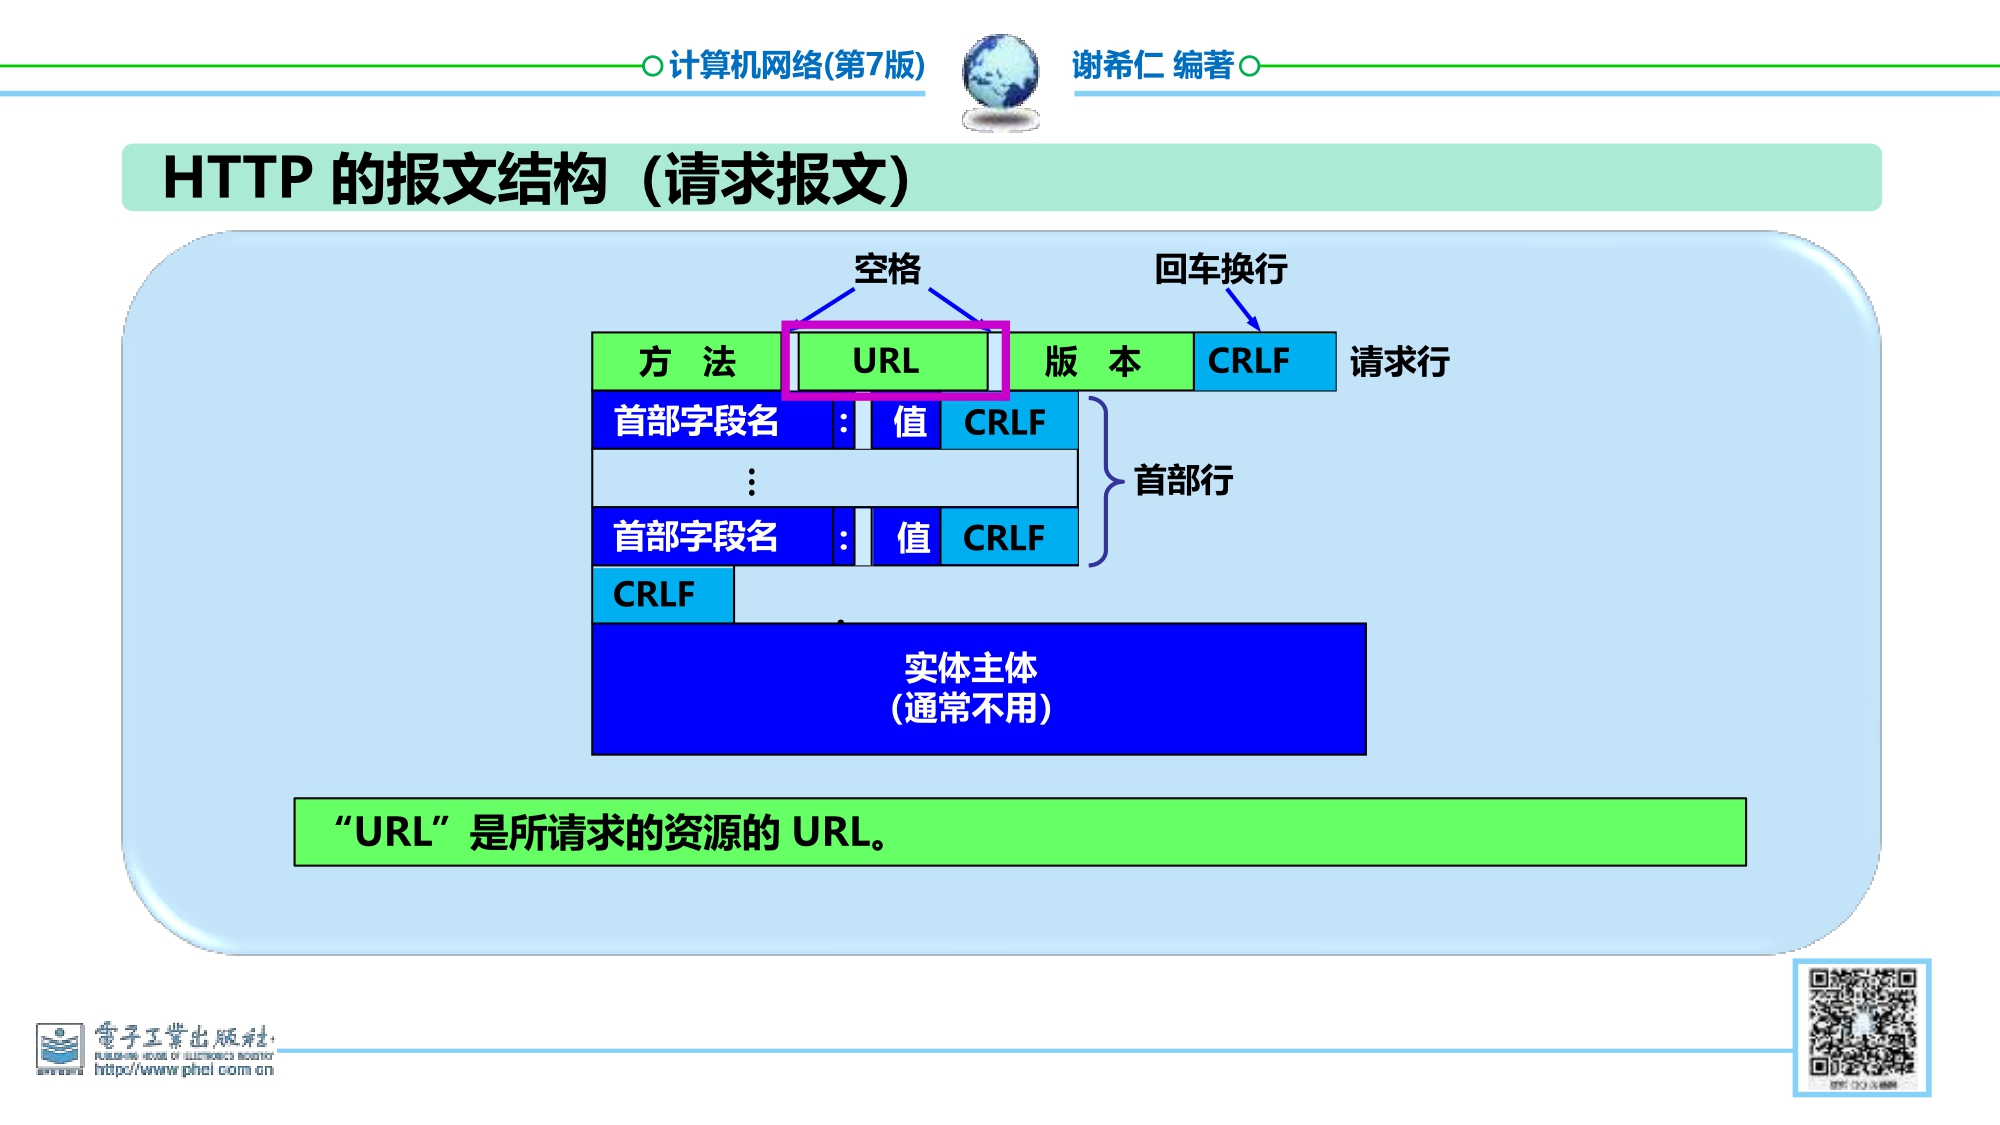 计算机网络(第7版)
谢希仁 编著
HTTP 的报文结构（请求报文）
空格
回车换行
方 法
URL
版 本
CRLF
请求行
首部字段名
:
值
CRLF
⋮
首部行
首部字段名
:
值
CRLF
CRLF
实体主体
(通常不用)
“URL”是所请求的资源的 URL。
電子工業出版社·
PUBLISHING HOUSE OF ELECTRONICS INDUSTRY
http://www.phei.com.cn